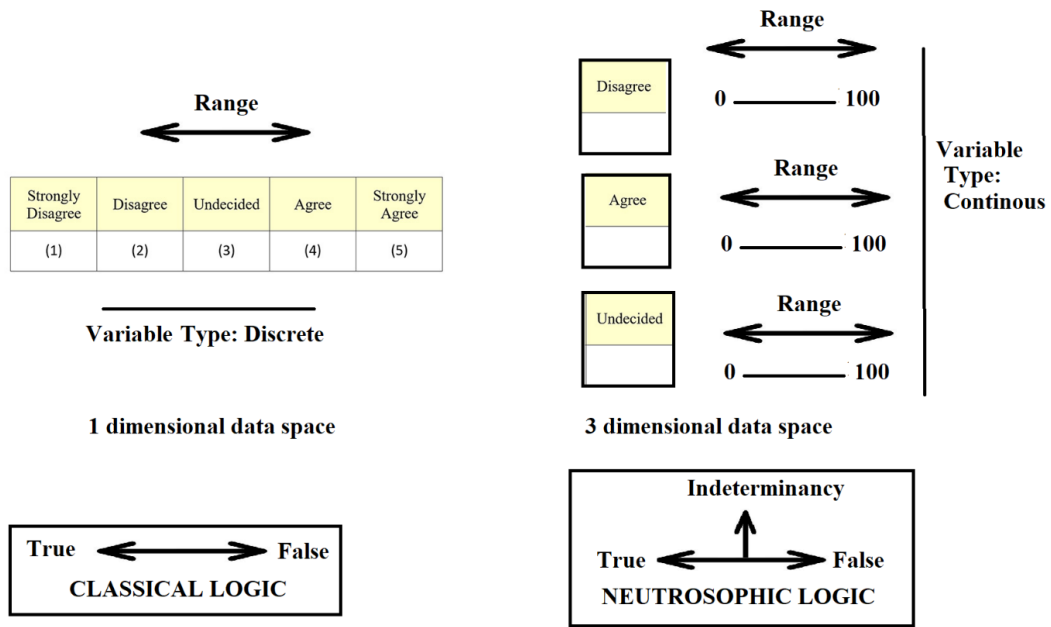 Range
Strongly Disagree Disagree Undecided Agree Strongly Agree
(1) (2) (3) (4) (5)
Variable Type: Discrete
1 dimensional data space
True False
CLASSICAL LOGIC
Range
Disagree
0 100
Range
Agree
0 100
Range
Undecided
0 100
Variable
Type:
Continous
3 dimensional data space
Indeterminancy
True False
NEUTROSOPHIC LOGIC